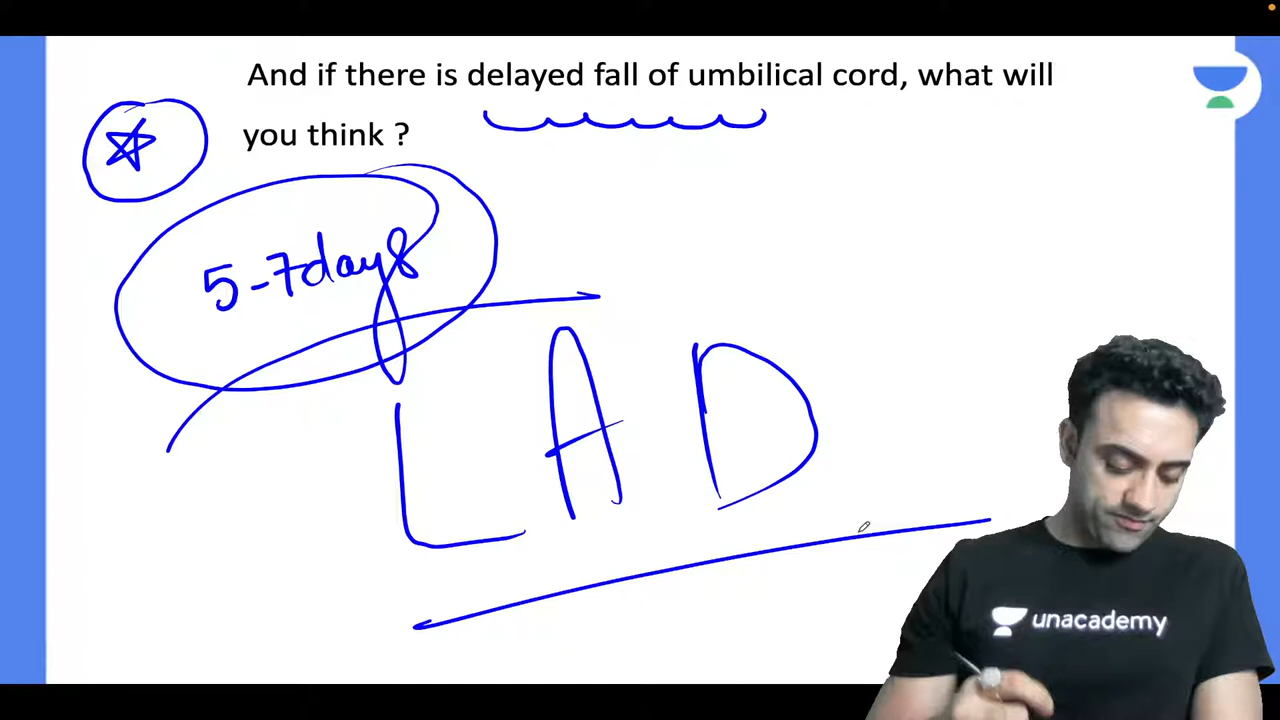 And if there is delayed fall of umbilical cord, what will
you think ?
5-7days
LAD
unacademy